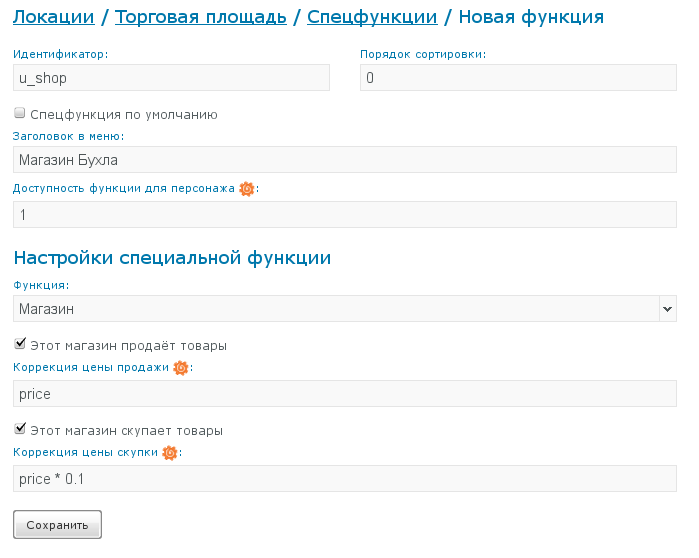 Локации / Торговая площадь / Спецфункции / Новая функция
Идентификатор: Порядок сортировки:
u_shop 0
Спецфункция по умолчанию
Заголовок в меню:
Магазин Бухла
Доступность функции для персонажа :
1
Настройки специальной функции
Функция:
Магазин
Этот магазин продаёт товары
Коррекция цены продажи :
price
Этот магазин скупает товары
Коррекция цены скупки :
price * 0.1
Сохранить